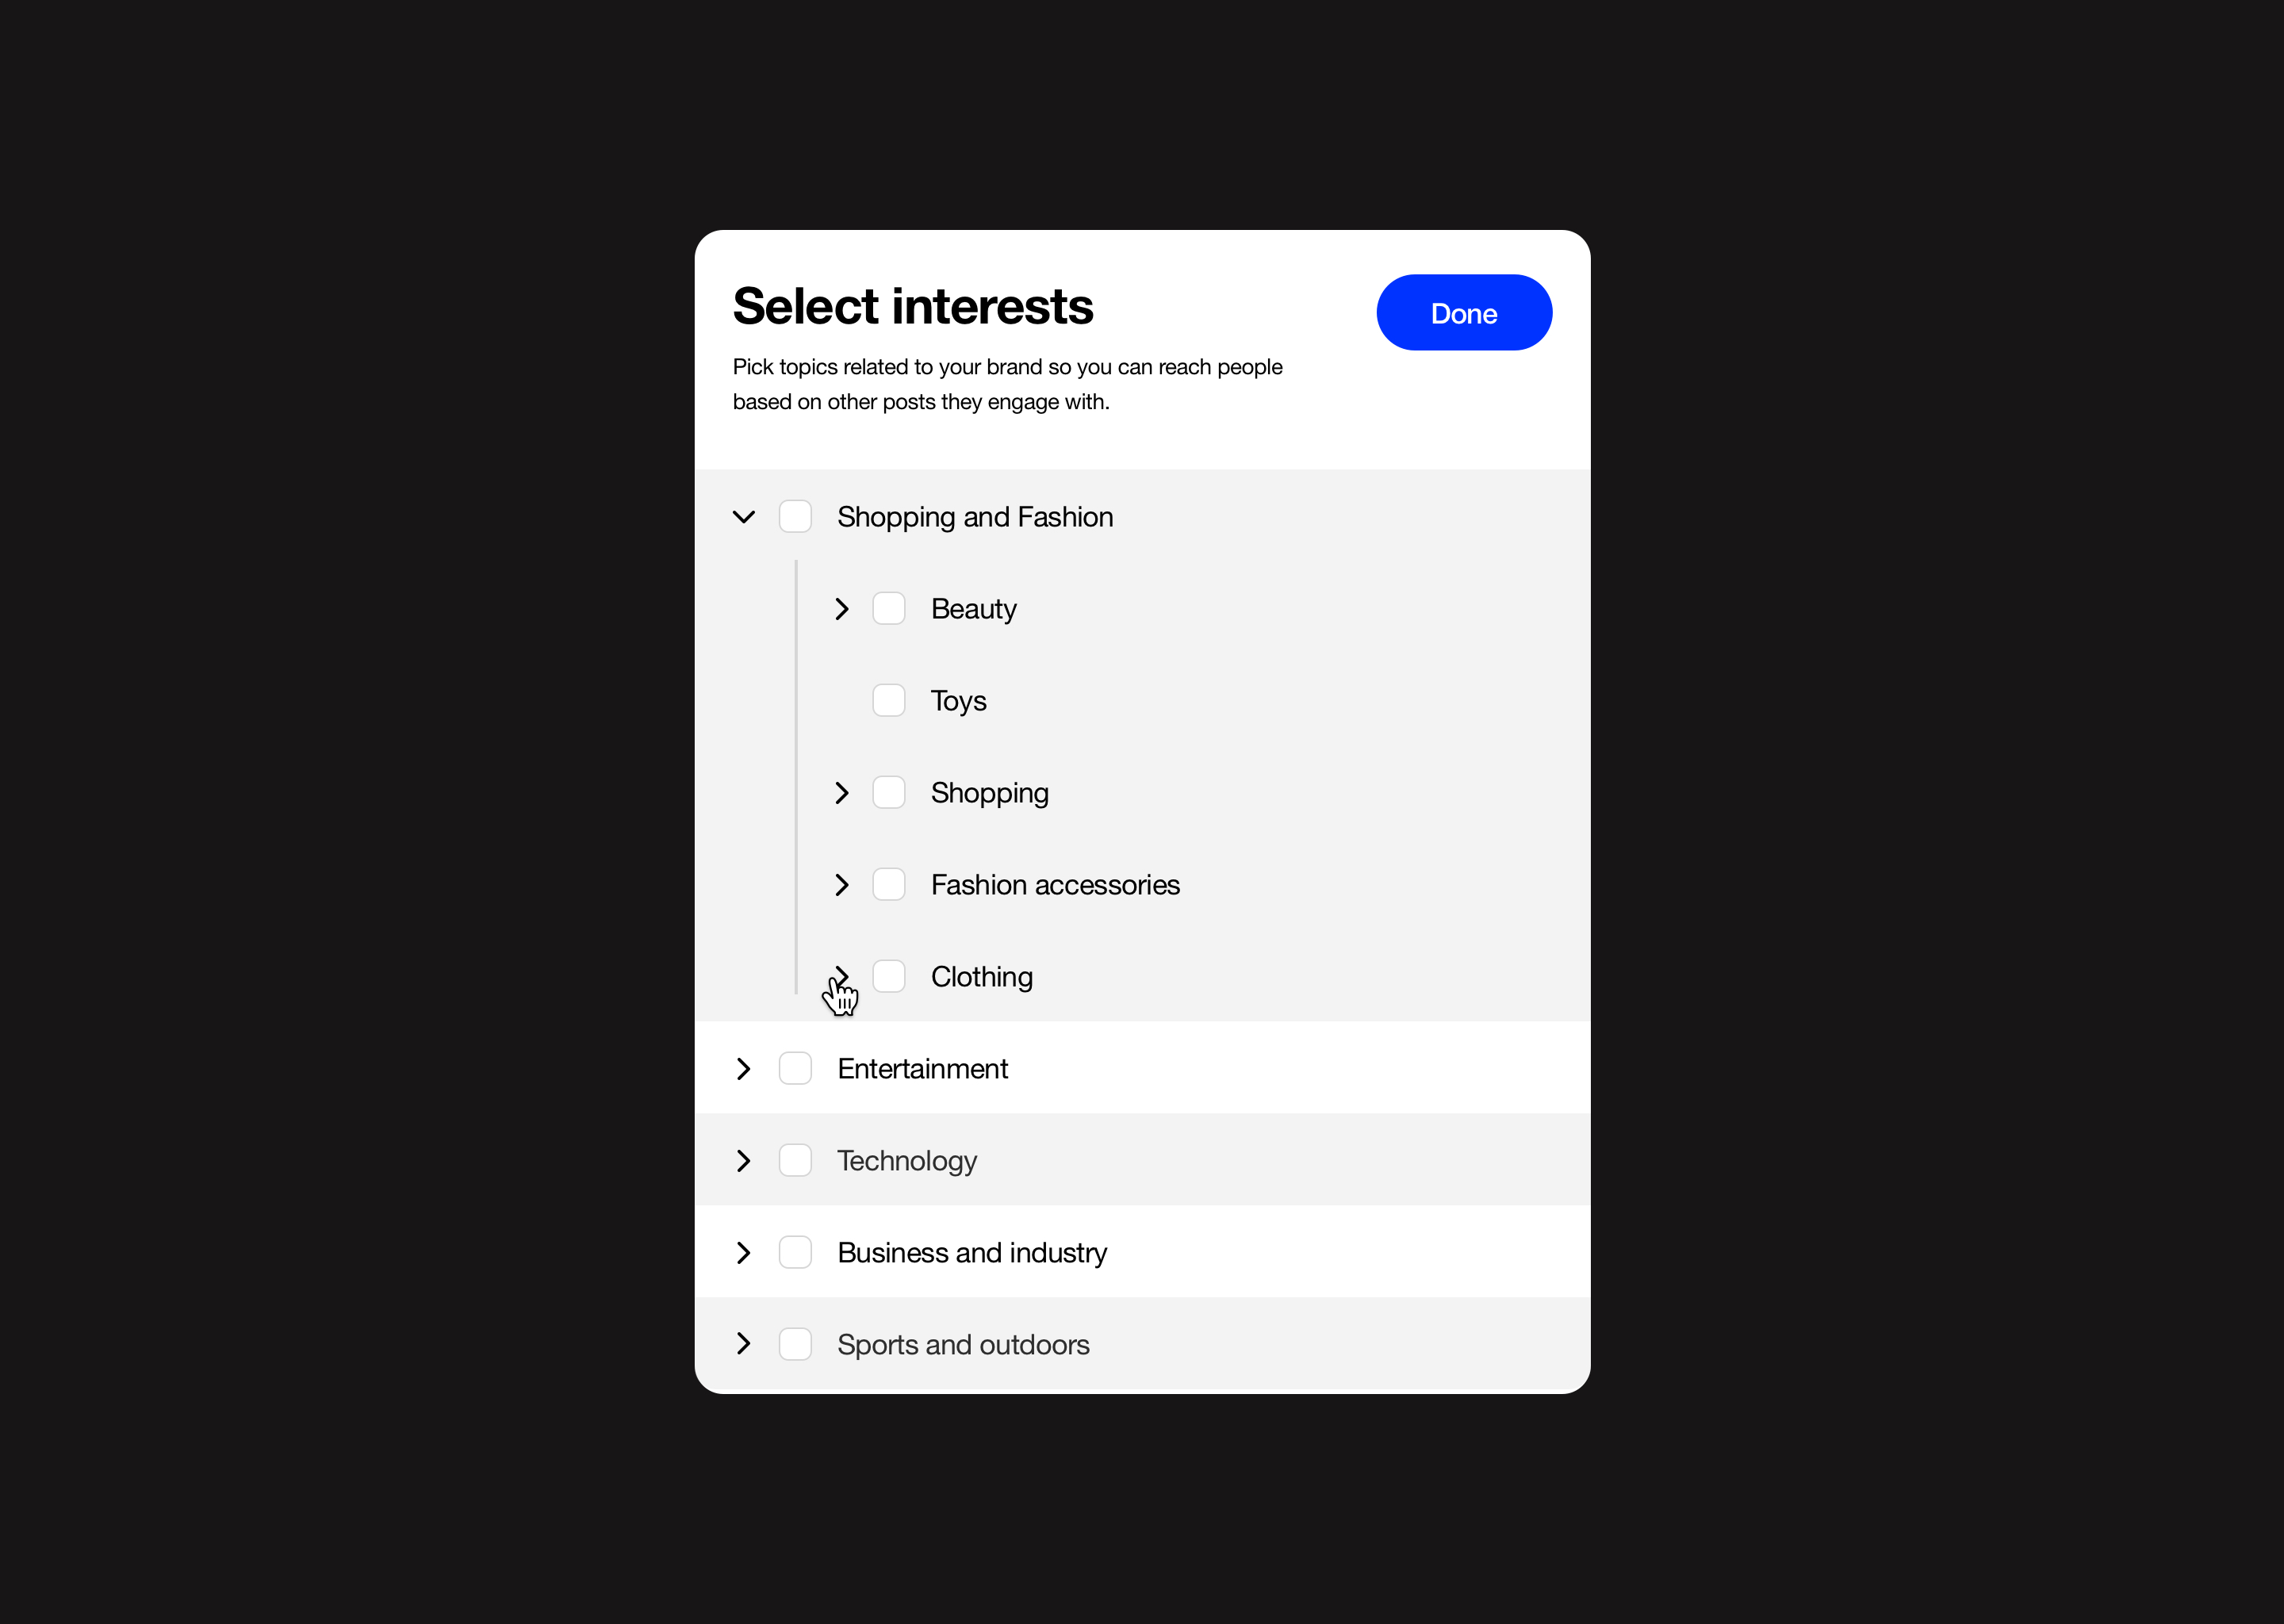 Select interests
Done
Pick topics related to your brand so you can reach people
based on other posts they engage with.
Shopping and Fashion
Beauty
Toys
Shopping
Fashion accessories
Clothing
Entertainment
Technology
Business and industry
Sports and outdoors